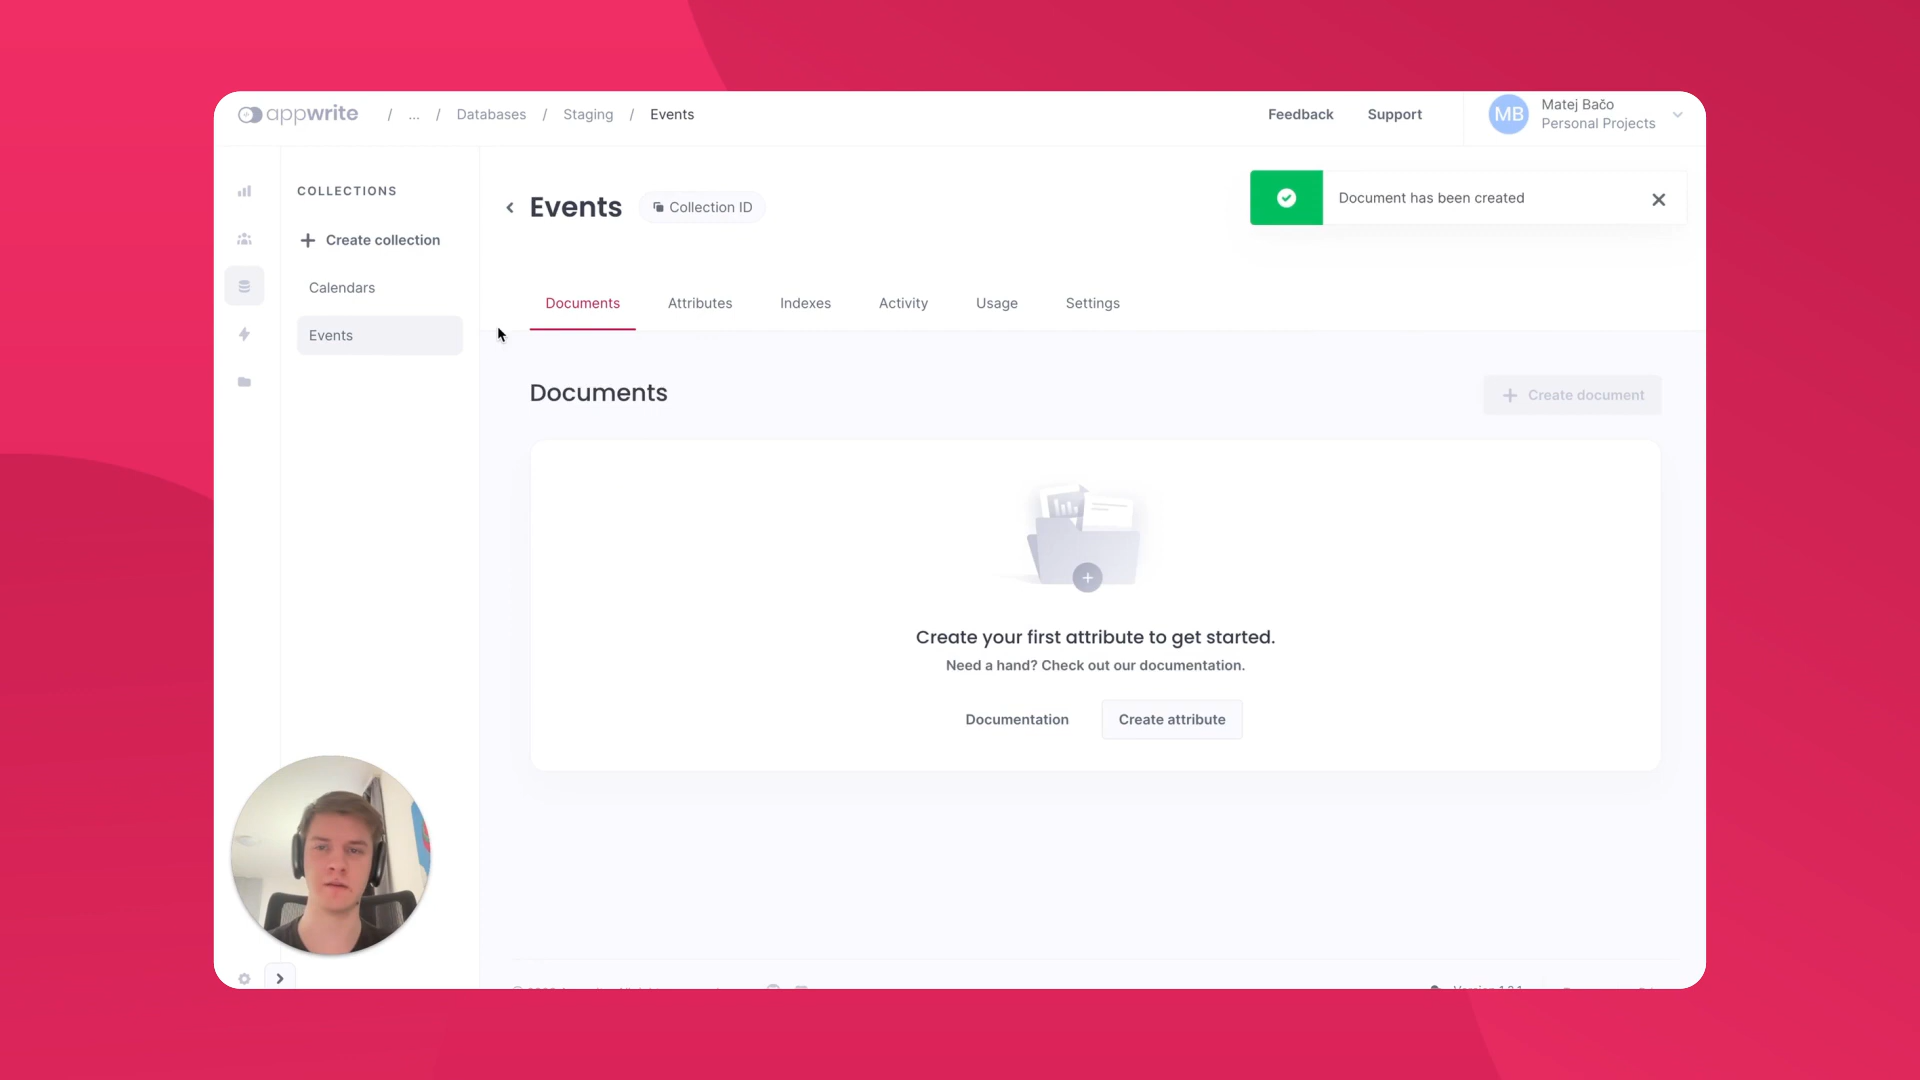 appwrite / ... / Databases / Staging / Events
Feedback Support
MB
Matej Bačo
Personal Projects
COLLECTIONS
Create collection
Calendars
Events
Events
Collection ID
Document has been created
Documents Attributes Indexes Activity Usage Settings
Documents
Create document
Create your first attribute to get started.
Need a hand? Check out our documentation.
Documentation
Create attribute